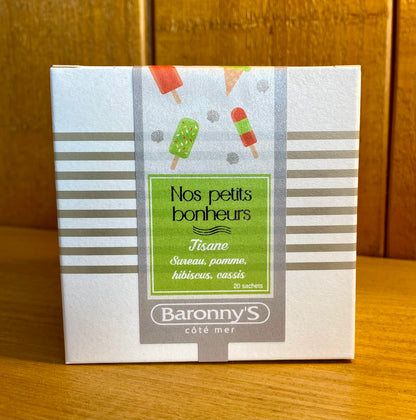 Nos petits
bonheurs
Tisane
Sureau, pomme,
hibiscus, cassis
20 sachets
Baronny's
côté mer